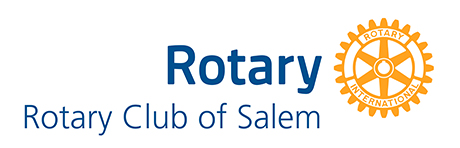 Rotary
Rotary Club of Salem
ROTARY
INTERNATIONAL